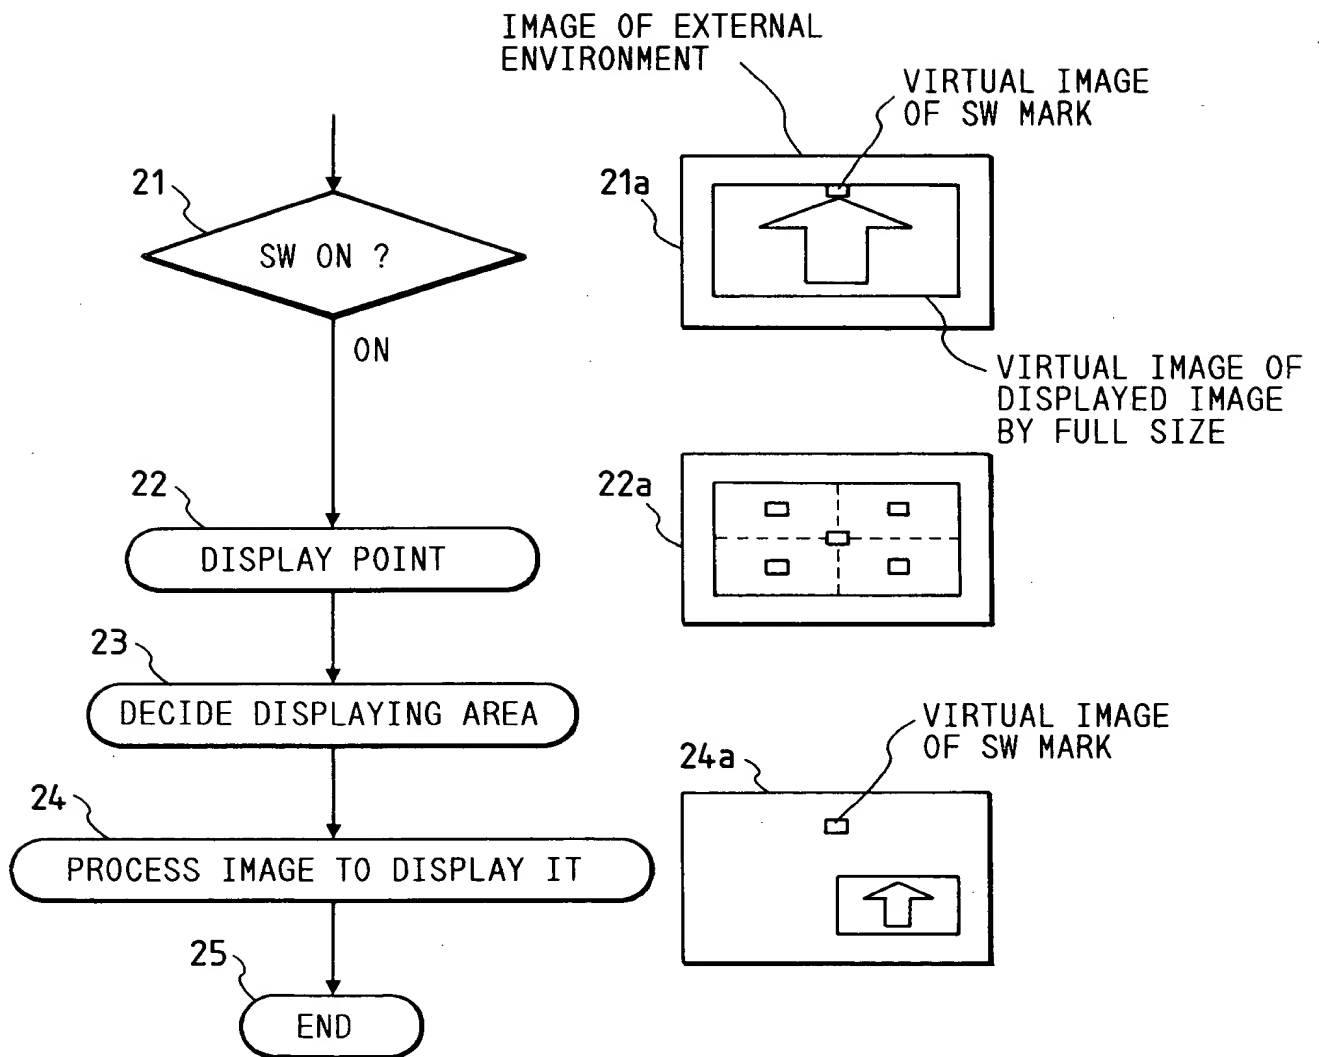 IMAGE OF EXTERNAL
ENVIRONMENT
VIRTUAL IMAGE
OF SW MARK
21
SW ON ?
ON
21a
VIRTUAL IMAGE OF
DISPLAYED IMAGE
BY FULL SIZE
22
DISPLAY POINT
22a
23
DECIDE DISPLAYING AREA
VIRTUAL IMAGE
OF SW MARK
24a
24
PROCESS IMAGE TO DISPLAY IT
25
END